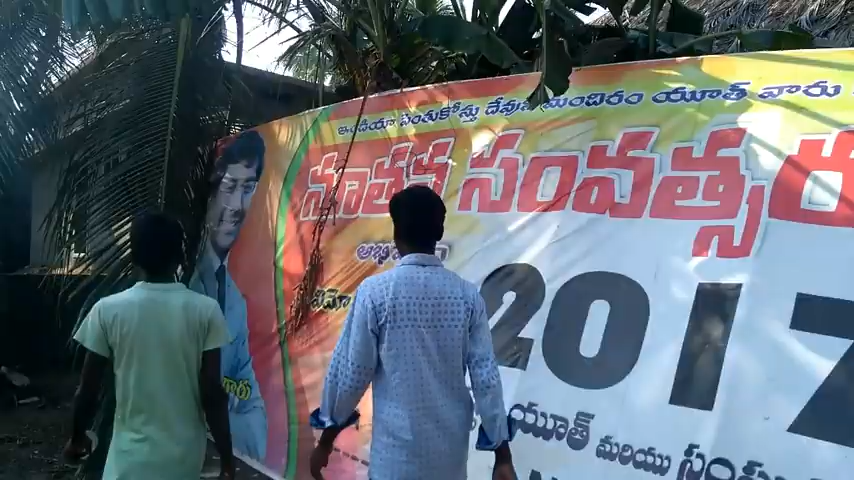 ఇండియా పెంతుకోస్తు దేవుని మందిరం యూత్ వారు
నూతన సంవత్సర
2017
గారు
యూత్
మరియు సంఘ